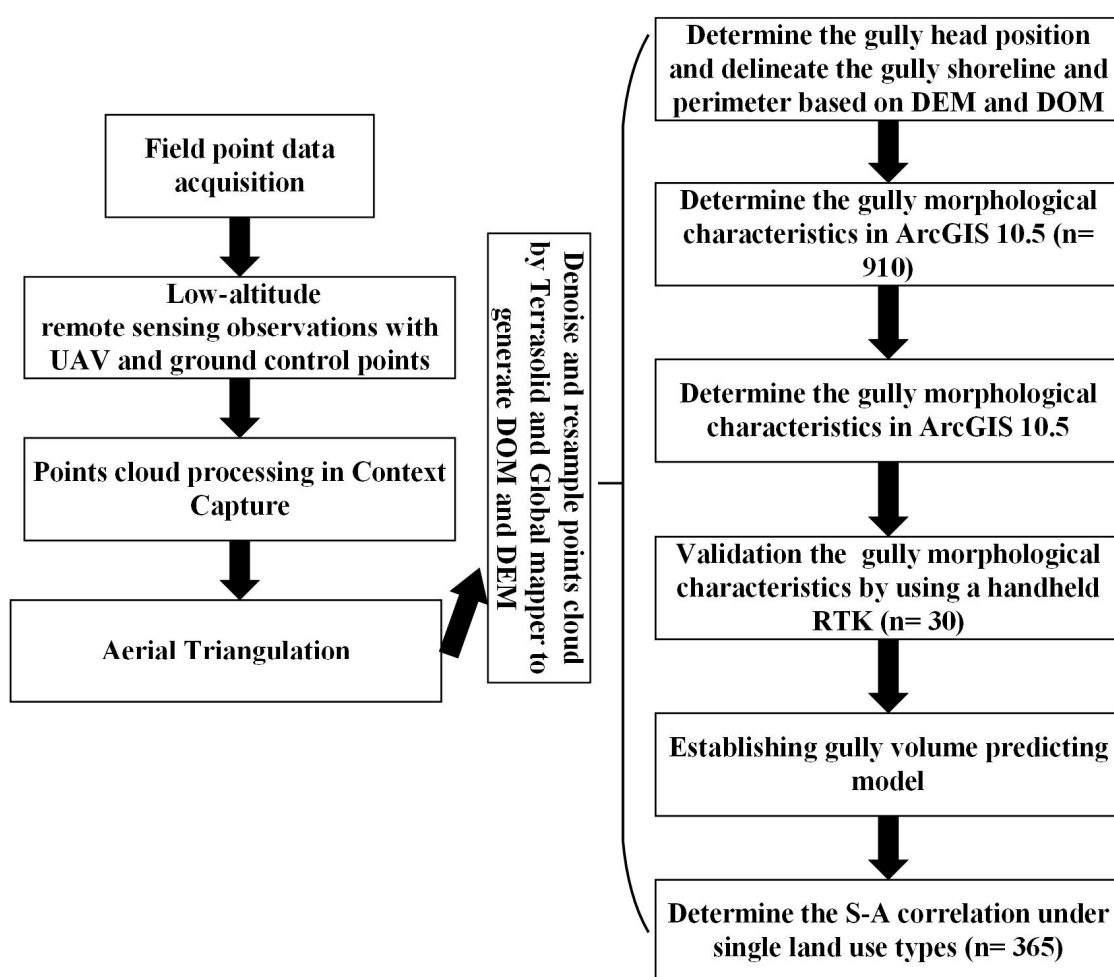 Field point data
acquisition
Low-altitude
remote sensing observations with
UAV and ground control points
Points cloud processing in Context
Capture
Aerial Triangulation
Denoise and resample points cloud
by Terrasolid and Global mapper to
generate DOM and DEM
Determine the gully head position
and delineate the gully shoreline and
perimeter based on DEM and DOM
Determine the gully morphological
characteristics in ArcGIS 10.5 (n=
910)
Determine the gully morphological
characteristics in ArcGIS 10.5
Validation the gully morphological
characteristics by using a handheld
RTK (n= 30)
Establishing gully volume predicting
model
Determine the S-A correlation under
single land use types (n= 365)